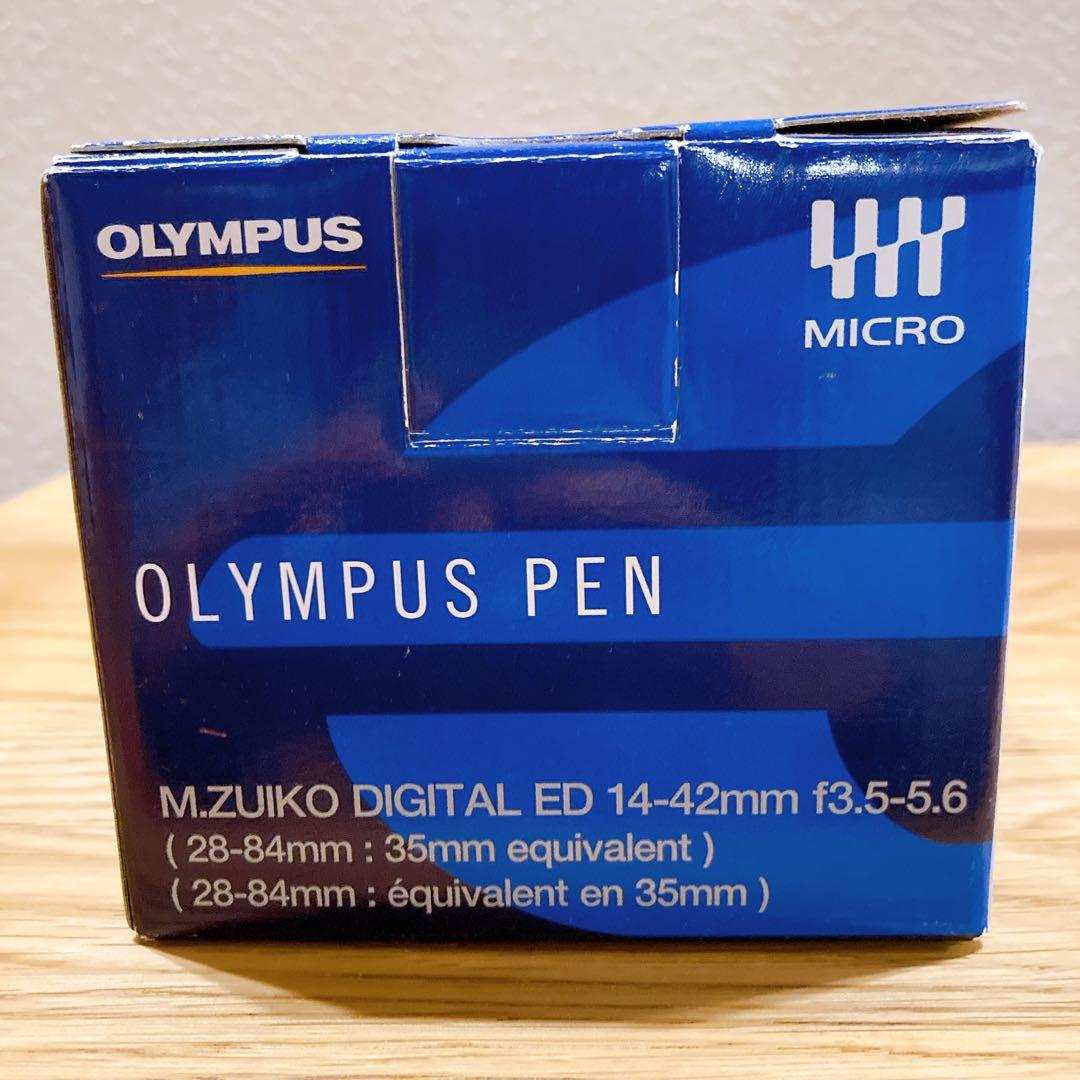 OLYMPUS
MICRO
OLYMPUS PEN
M.ZUIKO DIGITAL ED 14-42mm f3.5-5.6
( 28-84mm : 35mm equivalent )
( 28-84mm : équivalent en 35mm )